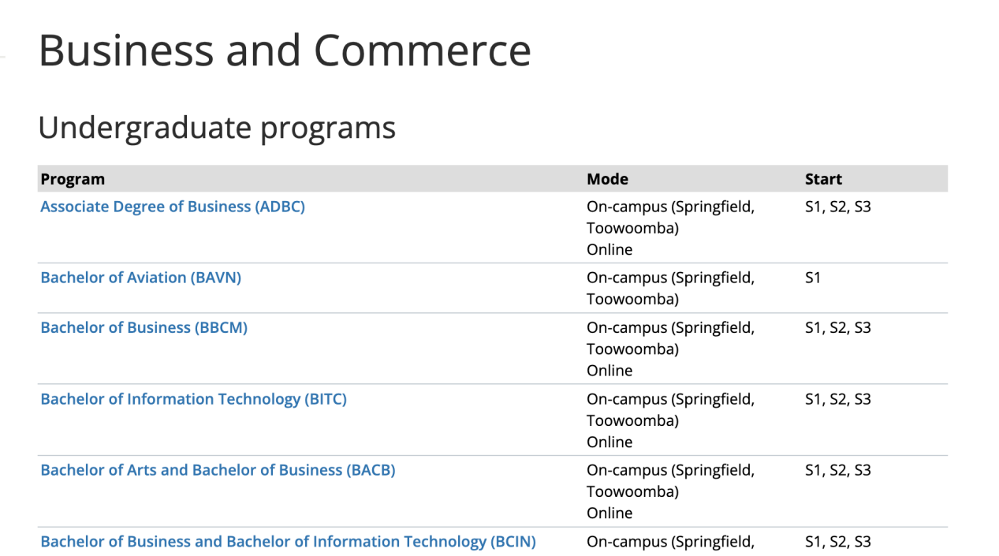 Business and Commerce
Undergraduate programs
Program Mode Start
Associate Degree of Business (ADBC) On-campus (Springfield, S1, S2, S3
Toowoomba)
Online
Bachelor of Aviation (BAVN) On-campus (Springfield, S1
Toowoomba)
Bachelor of Business (BBCM) On-campus (Springfield, S1, S2, S3
Toowoomba)
Online
Bachelor of Information Technology (BITC) On-campus (Springfield, S1, S2, S3
Toowoomba)
Online
Bachelor of Arts and Bachelor of Business (BACB) On-campus (Springfield, S1, S2, S3
Toowoomba)
Online
Bachelor of Business and Bachelor of Information Technology (BCIN) On-campus (Springfield, S1, S2, S3